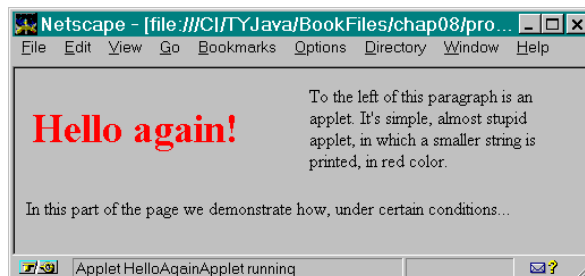 Netscape - [file:///C|/TYJava/BookFiles/chap08/pro...
File Edit View Go Bookmarks Options Directory Window Help
Hello again!
To the left of this paragraph is an
applet. It's simple, almost stupid
applet, in which a smaller string is
printed, in red color.
In this part of the page we demonstrate how, under certain conditions...
Applet HelloAgainApplet running